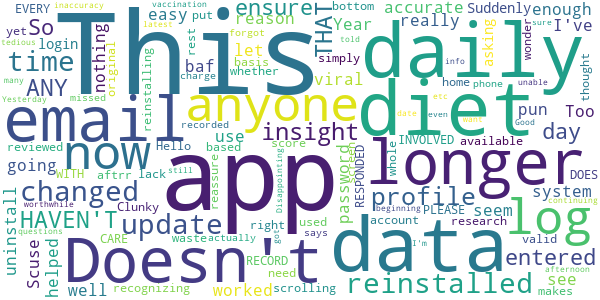 EVERY inaccuracy
yet
many
So
login
easy
put
ensure
Suddenly
bottom
enough
vaccination
tedious
time
nothing
original
reason
rest
let
Year
THAT
accurate
really
I've
asking
ANY
baf
reinstalling
basis
forgot
whether
viral
home
simply
wonder
told
sure
latest
info
phone
This
daily
thought
Yesterday
missed
charge
anyone
diet
pun
Too
Good
unable
email
use
recorded
score
insight
INVOLVED
available
day
DOES
reviewed
Hello
based
now
app
longer
going
WITH
aftr
lack
still
seen
password
RESPONDED
whole
etc
even
want
date
changed
Clunky
reassure
Disappointing
profile
system
worthwhile
beginning
continuing
uninstall
HAVEN'T
update
PLEASE
seem
log
account
research
I'm
Scuse
helped
CARE
waste
actually
right
used
got
says
data
valid
entered
questions
well
RECORD
need
Doesn't
worked
recognizing
scrolling
reinstalled
afternoon
makes
see